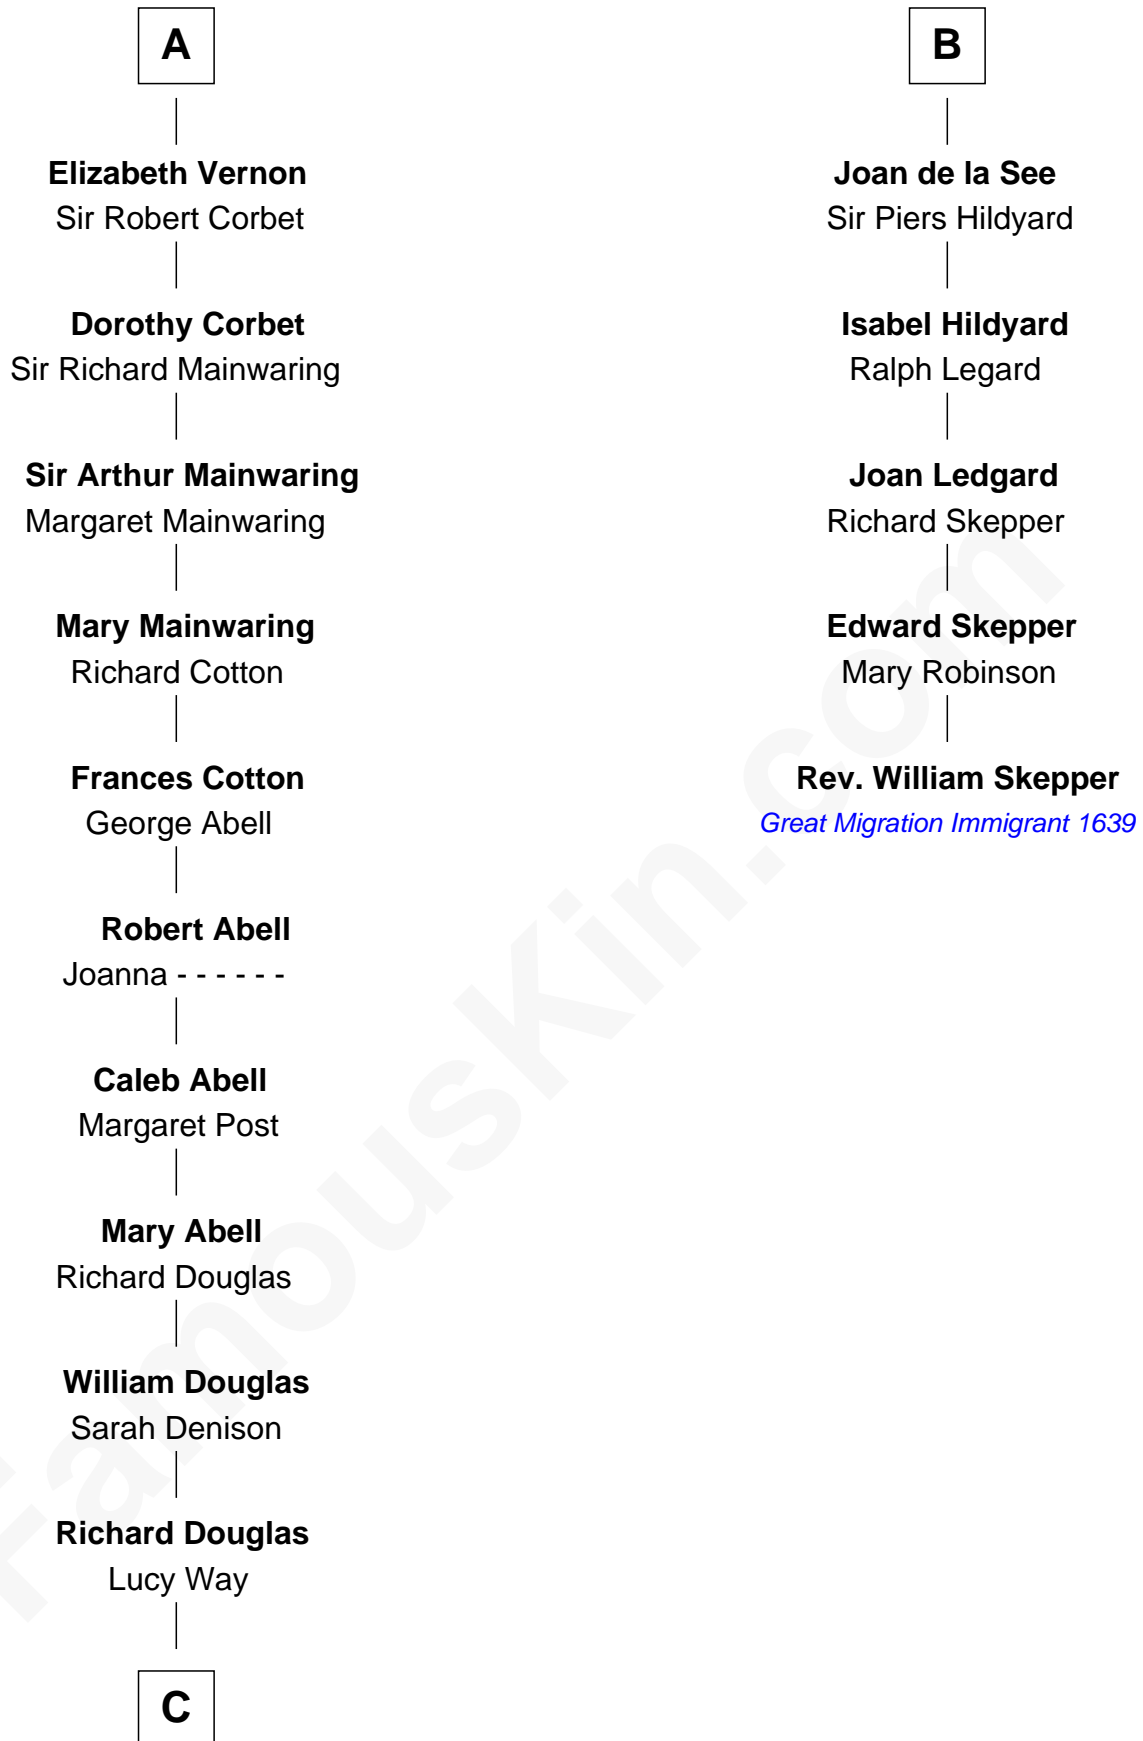 A
Elizabeth Vernon
Sir Robert Corbet
Dorothy Corbet
Sir Richard Mainwaring
Sir Arthur Mainwaring
Margaret Mainwaring
Mary Mainwaring
Richard Cotton
Frances Cotton
George Abell
Robert Abell
Joanna - - - - - -
Caleb Abell
Margaret Post
Mary Abell
Richard Douglas
William Douglas
Sarah Denison
Richard Douglas
Lucy Way
C
B
Joan de la See
Sir Piers Hildyard
Isabel Hildyard
Ralph Legard
Joan Ledgard
Richard Skepper
Edward Skepper
Mary Robinson
Rev. William Skepper
Great Migration Immigrant 1639
FamousKin.com